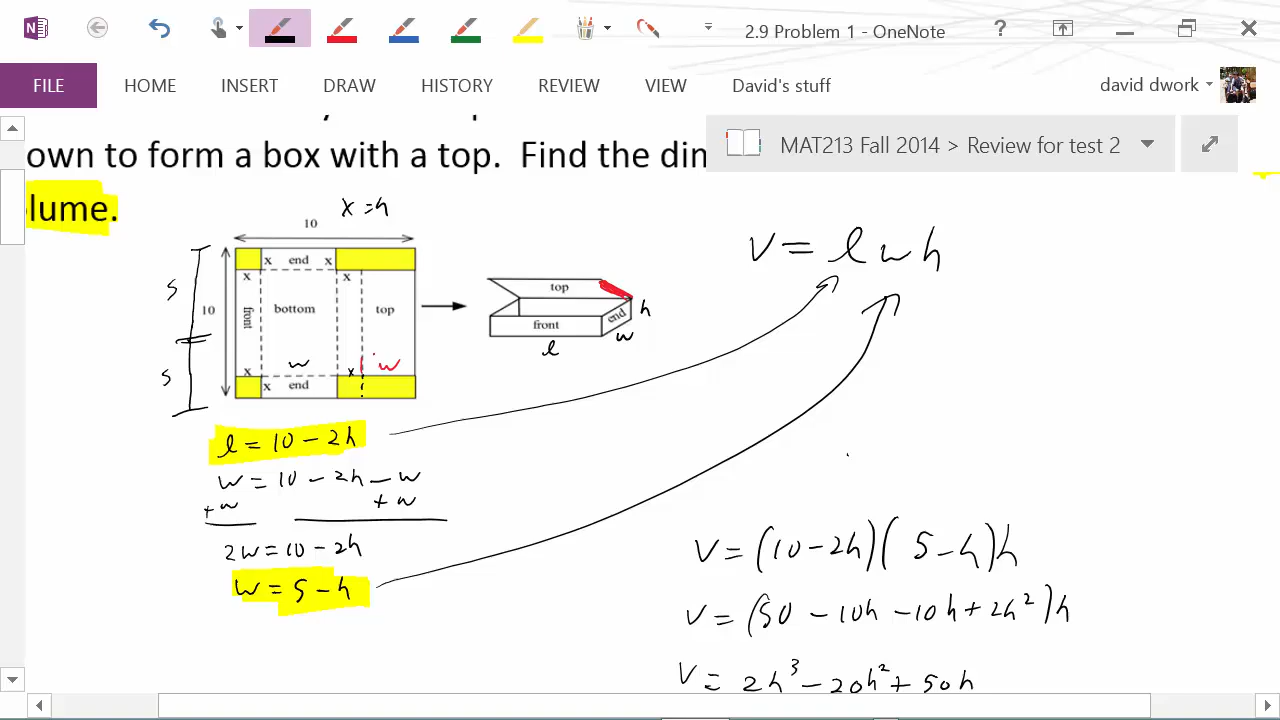 2.9 Problem 1 - OneNote
?
FILE
HOME
INSERT
DRAW
HISTORY
REVIEW
VIEW
David's stuff
david dwork
MAT213 Fall 2014 > Review for test 2
own to form a box with a top. Find the dim
lume.
x = h
10
x end x
x x
S
10
front
bottom
top
S
w
w
x x
x end
top
front
end
h
w
l
V = l w h
l = 10 - 2h
w = 10 - 2h - w
+ w + w
2w = 10 - 2h
w = 5 - h
V = (10 - 2h)(5 - h)h
V = (50 - 10h - 10h + 2h²)h
V = 2h³ - 20h² + 50h